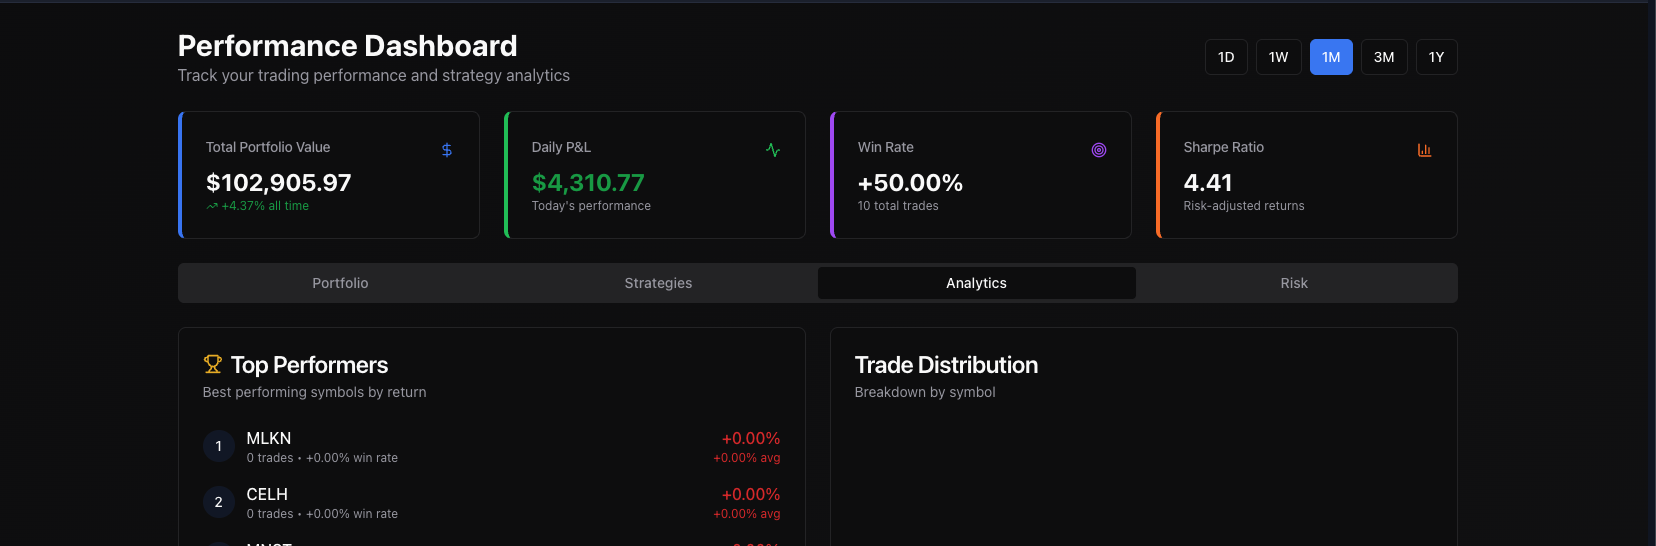 Performance Dashboard
Track your trading performance and strategy analytics
1D 1W 1M 3M 1Y
Total Portfolio Value
$102,905.97
+4.37% all time
Daily P&L
$4,310.77
Today's performance
Win Rate
+50.00%
10 total trades
Sharpe Ratio
4.41
Risk-adjusted returns
Portfolio Strategies Analytics Risk
Top Performers
Best performing symbols by return
1 MLKN +0.00%
0 trades • +0.00% win rate +0.00% avg
2 CELH +0.00%
0 trades • +0.00% win rate +0.00% avg
Trade Distribution
Breakdown by symbol